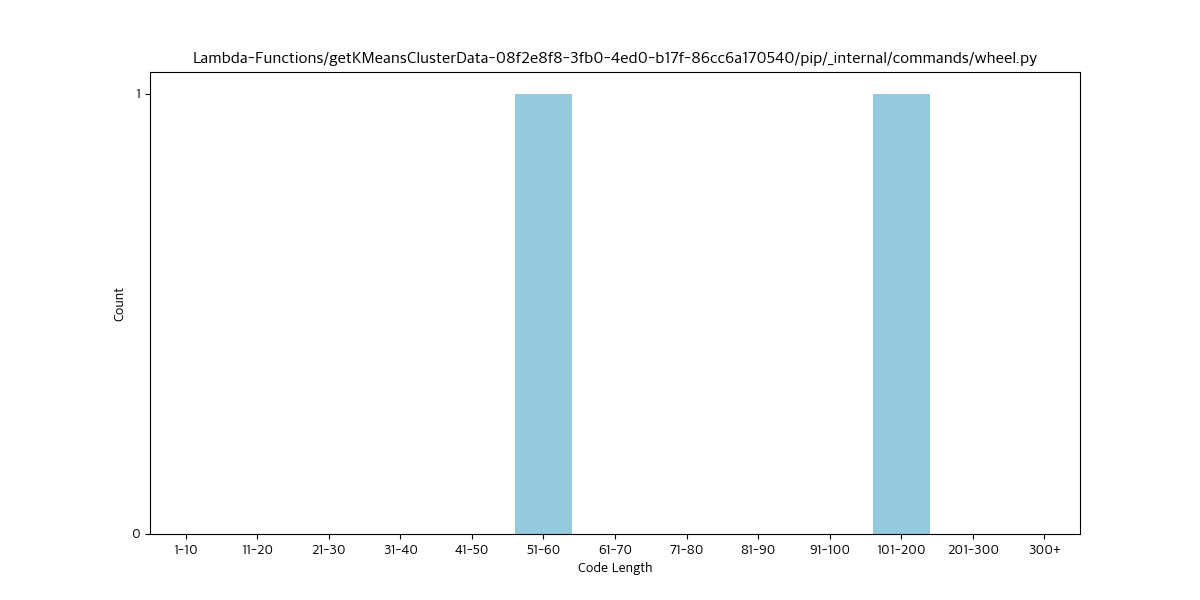 Lambda-Functions/getKMeansClusterData-08f2e8f8-3fb0-4ed0-b17f-86cc6a170540/pip/_internal/commands/wheel.py
1
Count
0
1-10 11-20 21-30 31-40 41-50 51-60 61-70 71-80 81-90 91-100 101-200 201-300 300+
Code Length